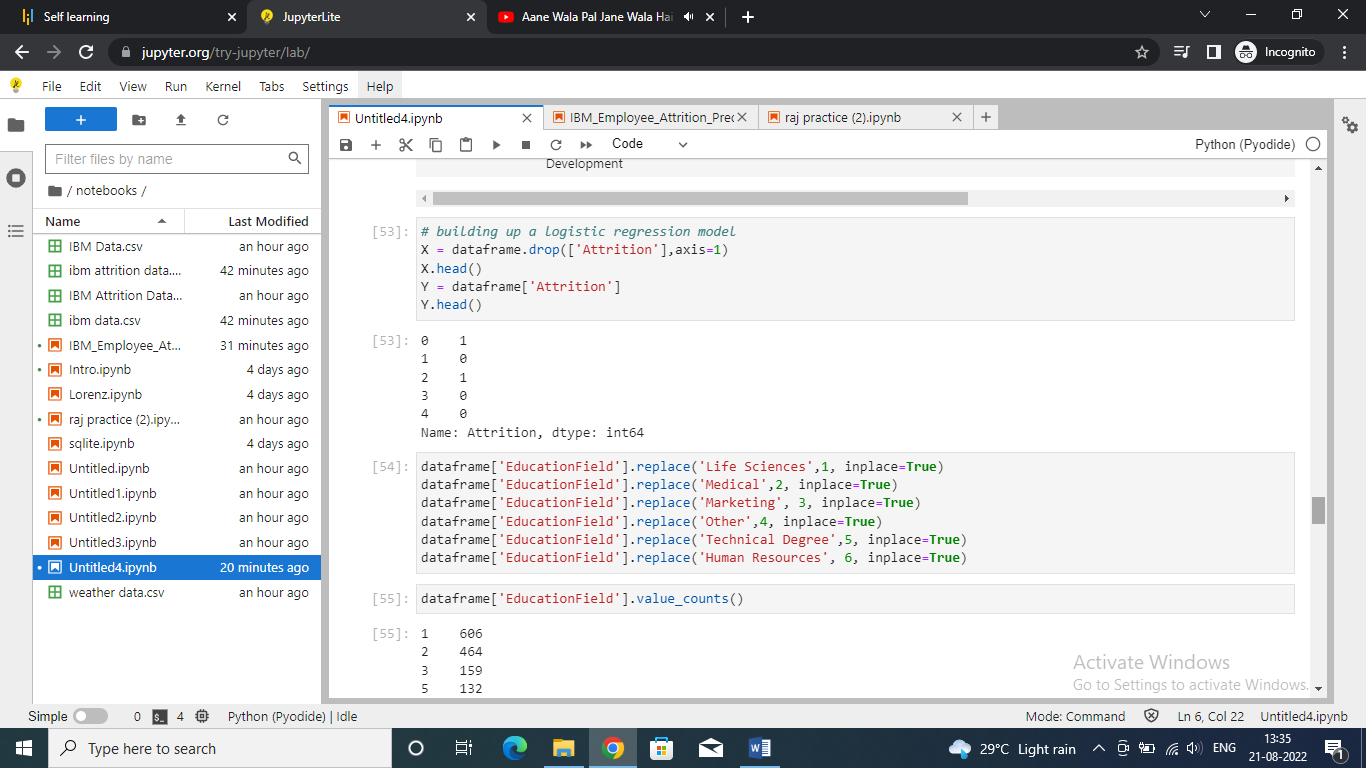 Self learning
JupyterLite
Aane Wala Pal Jane Wala Hai
jupyter.org/try-jupyter/lab/
Incognito
File Edit View Run Kernel Tabs Settings Help
Filter files by name
/ notebooks /
Name Last Modified
IBM Data.csv an hour ago
ibm attrition data.... 42 minutes ago
IBM Attrition Data... an hour ago
ibm data.csv 42 minutes ago
IBM_Employee_At... 31 minutes ago
Intro.ipynb 4 days ago
Lorenz.ipynb 4 days ago
raj practice (2).ipy... an hour ago
sqlite.ipynb 4 days ago
Untitled.ipynb an hour ago
Untitled1.ipynb an hour ago
Untitled2.ipynb an hour ago
Untitled3.ipynb an hour ago
Untitled4.ipynb 20 minutes ago
weather data.csv an hour ago
Untitled4.ipynb
IBM_Employee_Attrition_Prec
raj practice (2).ipynb
Code
Python (Pyodide)
Development
[53]: # building up a logistic regression model
X = dataframe.drop(['Attrition'],axis=1)
X.head()
Y = dataframe['Attrition']
Y.head()
[53]: 0 1
1 0
2 1
3 0
4 0
Name: Attrition, dtype: int64
[54]: dataframe['EducationField'].replace('Life Sciences',1, inplace=True)
dataframe['EducationField'].replace('Medical',2, inplace=True)
dataframe['EducationField'].replace('Marketing', 3, inplace=True)
dataframe['EducationField'].replace('Other',4, inplace=True)
dataframe['EducationField'].replace('Technical Degree',5, inplace=True)
dataframe['EducationField'].replace('Human Resources', 6, inplace=True)
[55]: dataframe['EducationField'].value_counts()
[55]: 1 606
2 464
3 159
5 132
Activate Windows
Go to Settings to activate Windows.
Simple 0 4 Python (Pyodide) | Idle
Mode: Command Ln 6, Col 22 Untitled4.ipynb
Type here to search
29°C Light rain
ENG
13:35
21-08-2022
1